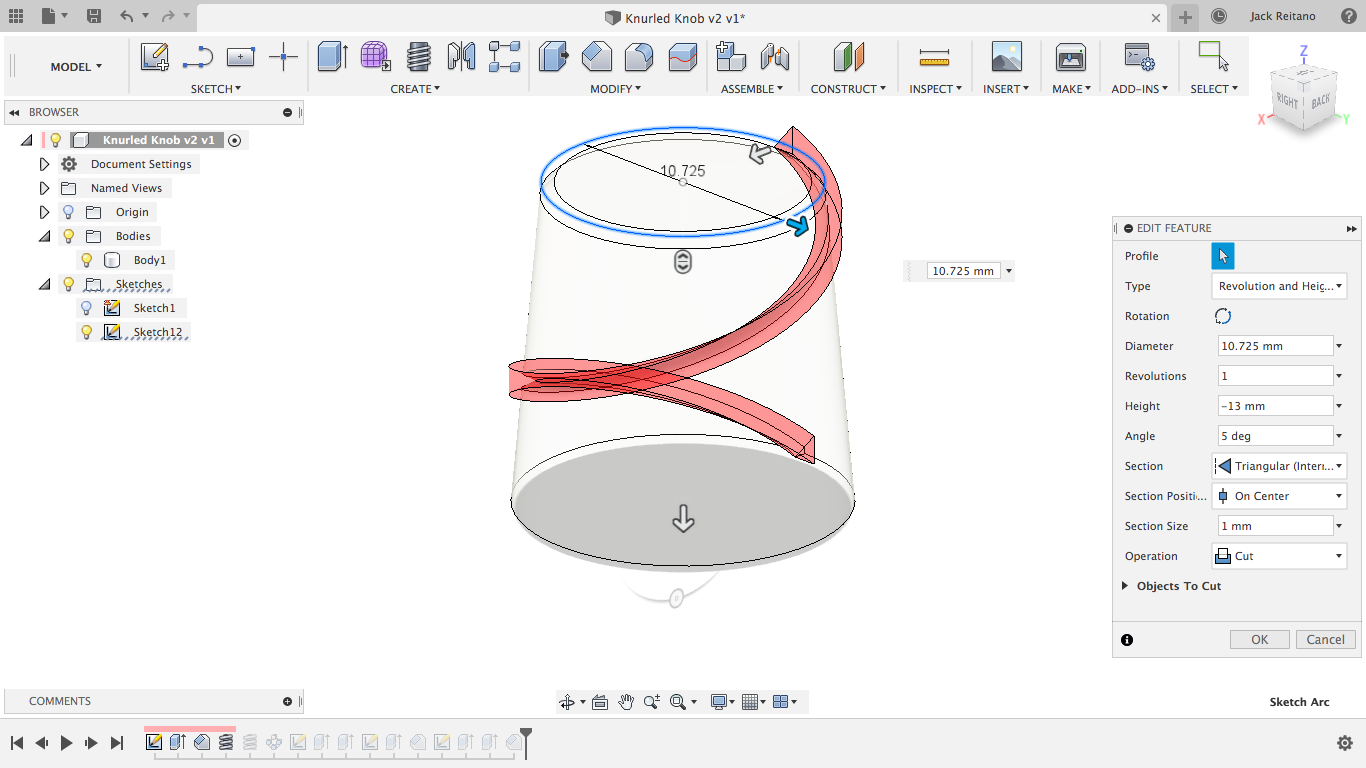 Knurled Knob v2 v1*
Jack Reitano
MODEL
SKETCH
CREATE
MODIFY
ASSEMBLE
CONSTRUCT
INSPECT
INSERT
MAKE
ADD-INS
SELECT
Z
RIGHT
BACK
X
Y
BROWSER
Knurled Knob v2 v1
Document Settings
Named Views
Origin
Bodies
Body1
Sketches
Sketch1
Sketch12
10.725
10.725 mm
EDIT FEATURE
Profile
Type Revolution and Heig...
Rotation
Diameter 10.725 mm
Revolutions 1
Height -13 mm
Angle 5 deg
Section Triangular (Intern...
Section Positi... On Center
Section Size 1 mm
Operation Cut
Objects To Cut
OK Cancel
COMMENTS
Sketch Arc